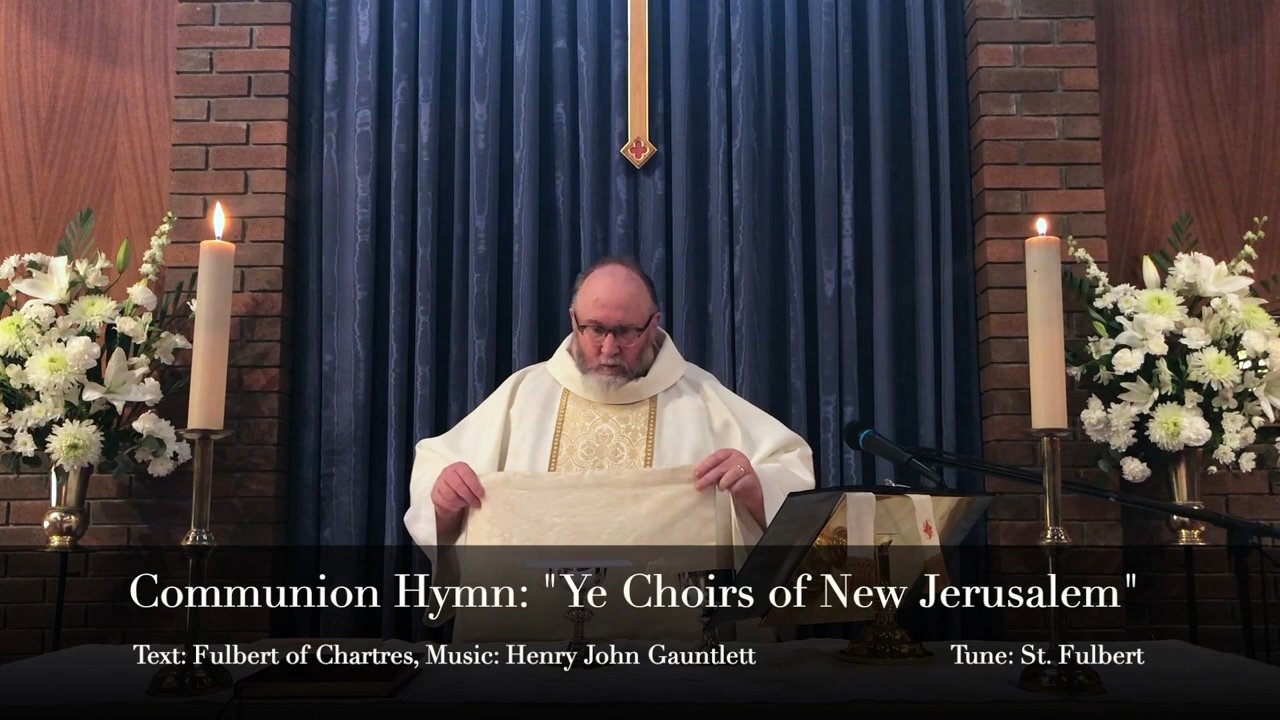 Communion Hymn: "Ye Choirs of New Jerusalem"
Text: Fulbert of Chartres, Music: Henry John Gauntlett Tune: St. Fulbert